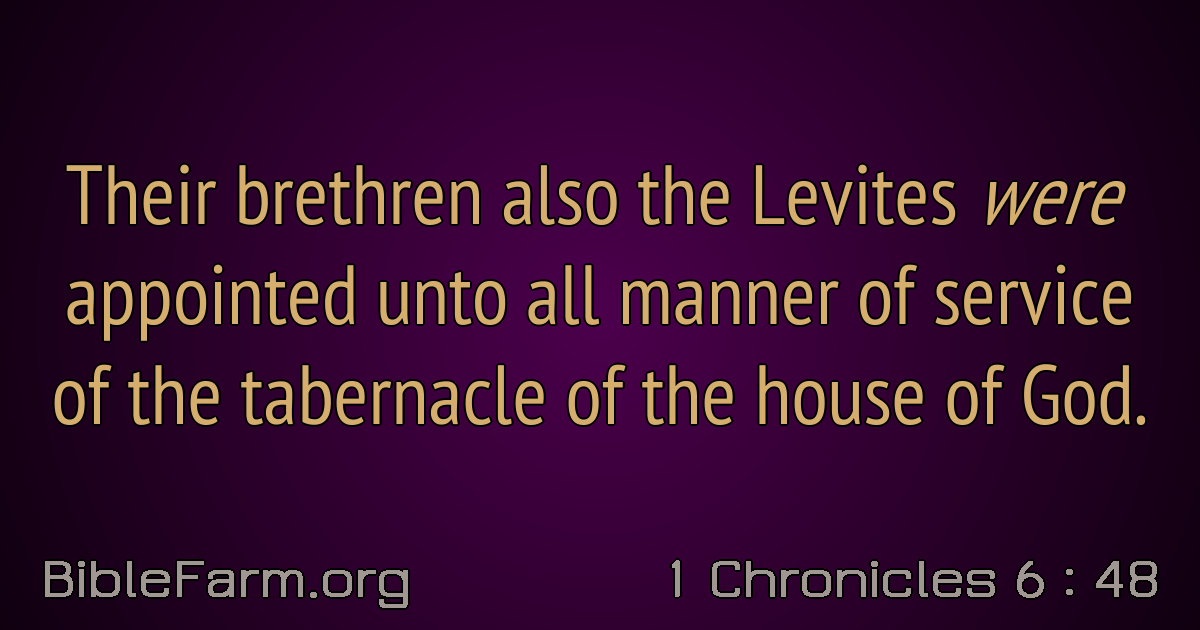 Their brethren also the Levites were
appointed unto all manner of service
of the tabernacle of the house of God.
BibleFarm.org
1 Chronicles 6 : 48